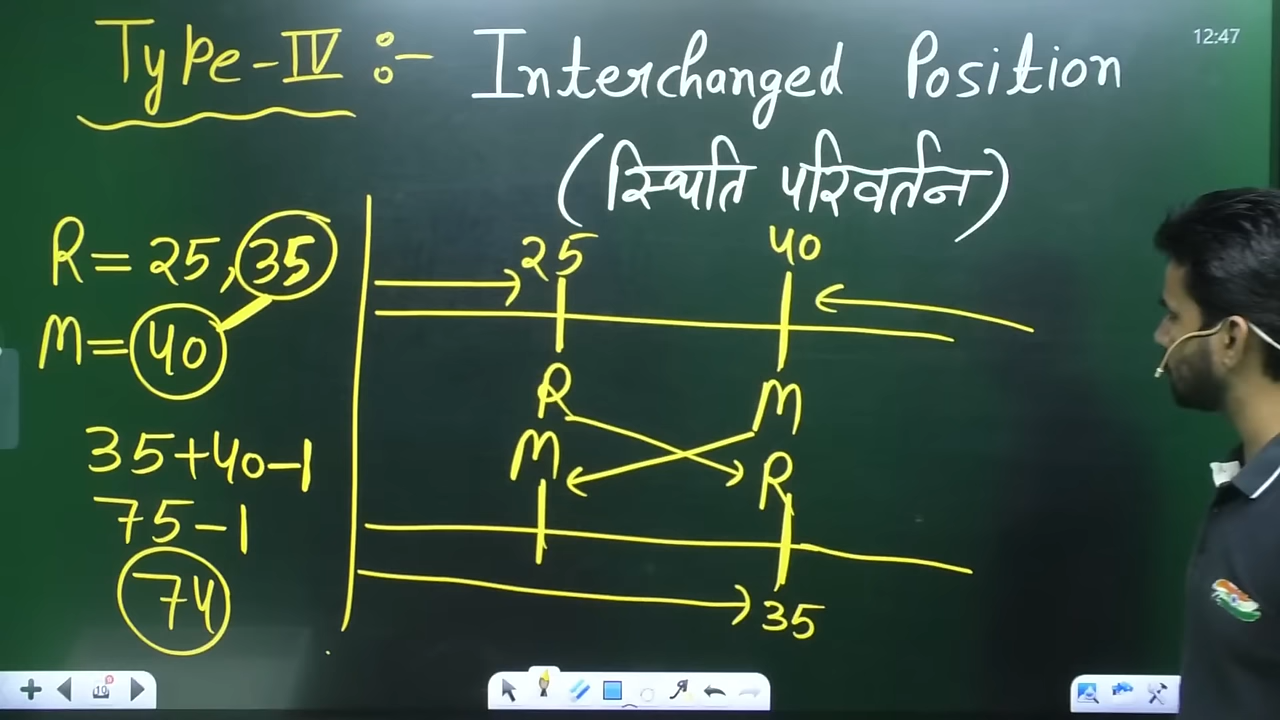 12:47
Type-IV :- Interchanged Position
(स्थिति परिवर्तन)
R = 25, 35
M = 40
35+40-1
75-1
74
25 40
R M
M R
35
19